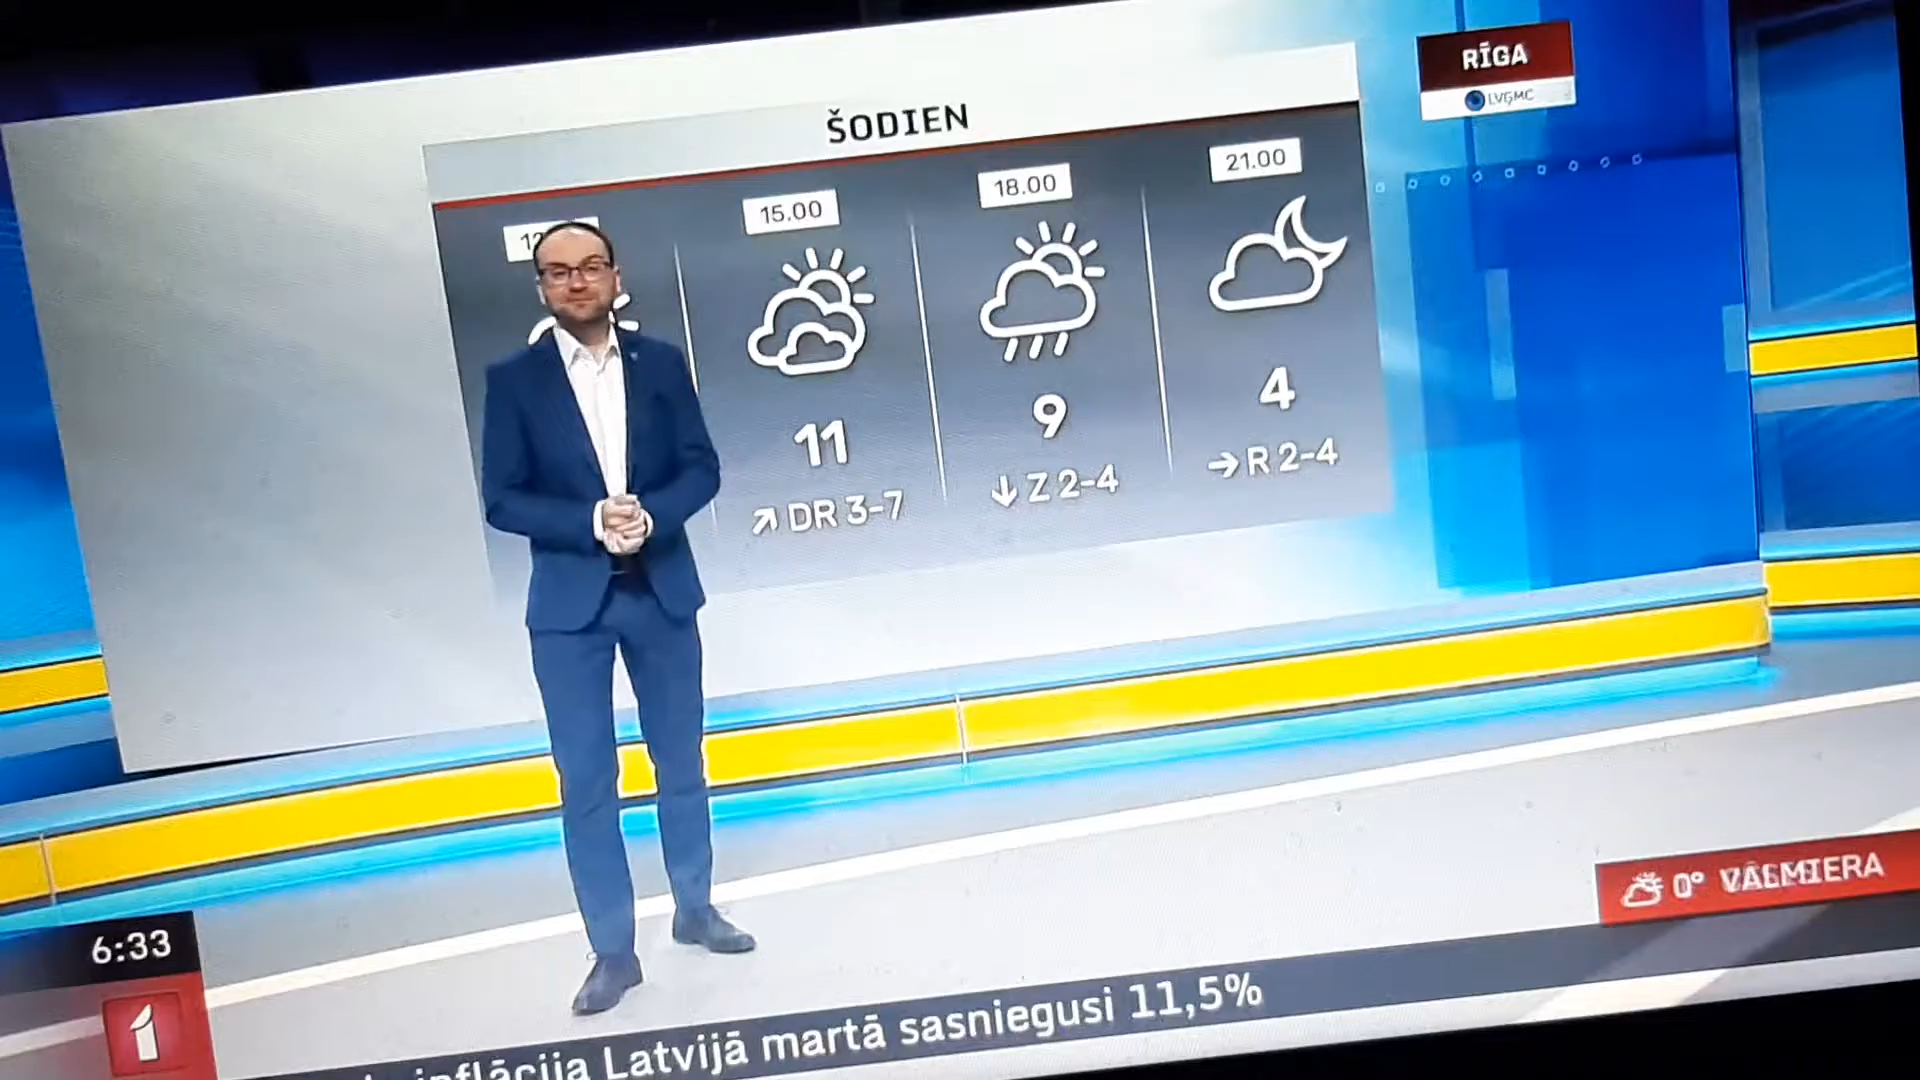 RĪGA
LVĢMC
ŠODIEN
15.00
18.00
21.00
11
9
4
DR 3-7
Z 2-4
R 2-4
0° VALMIERA
6:33
1
inflācija Latvijā martā sasniegusi 11,5%